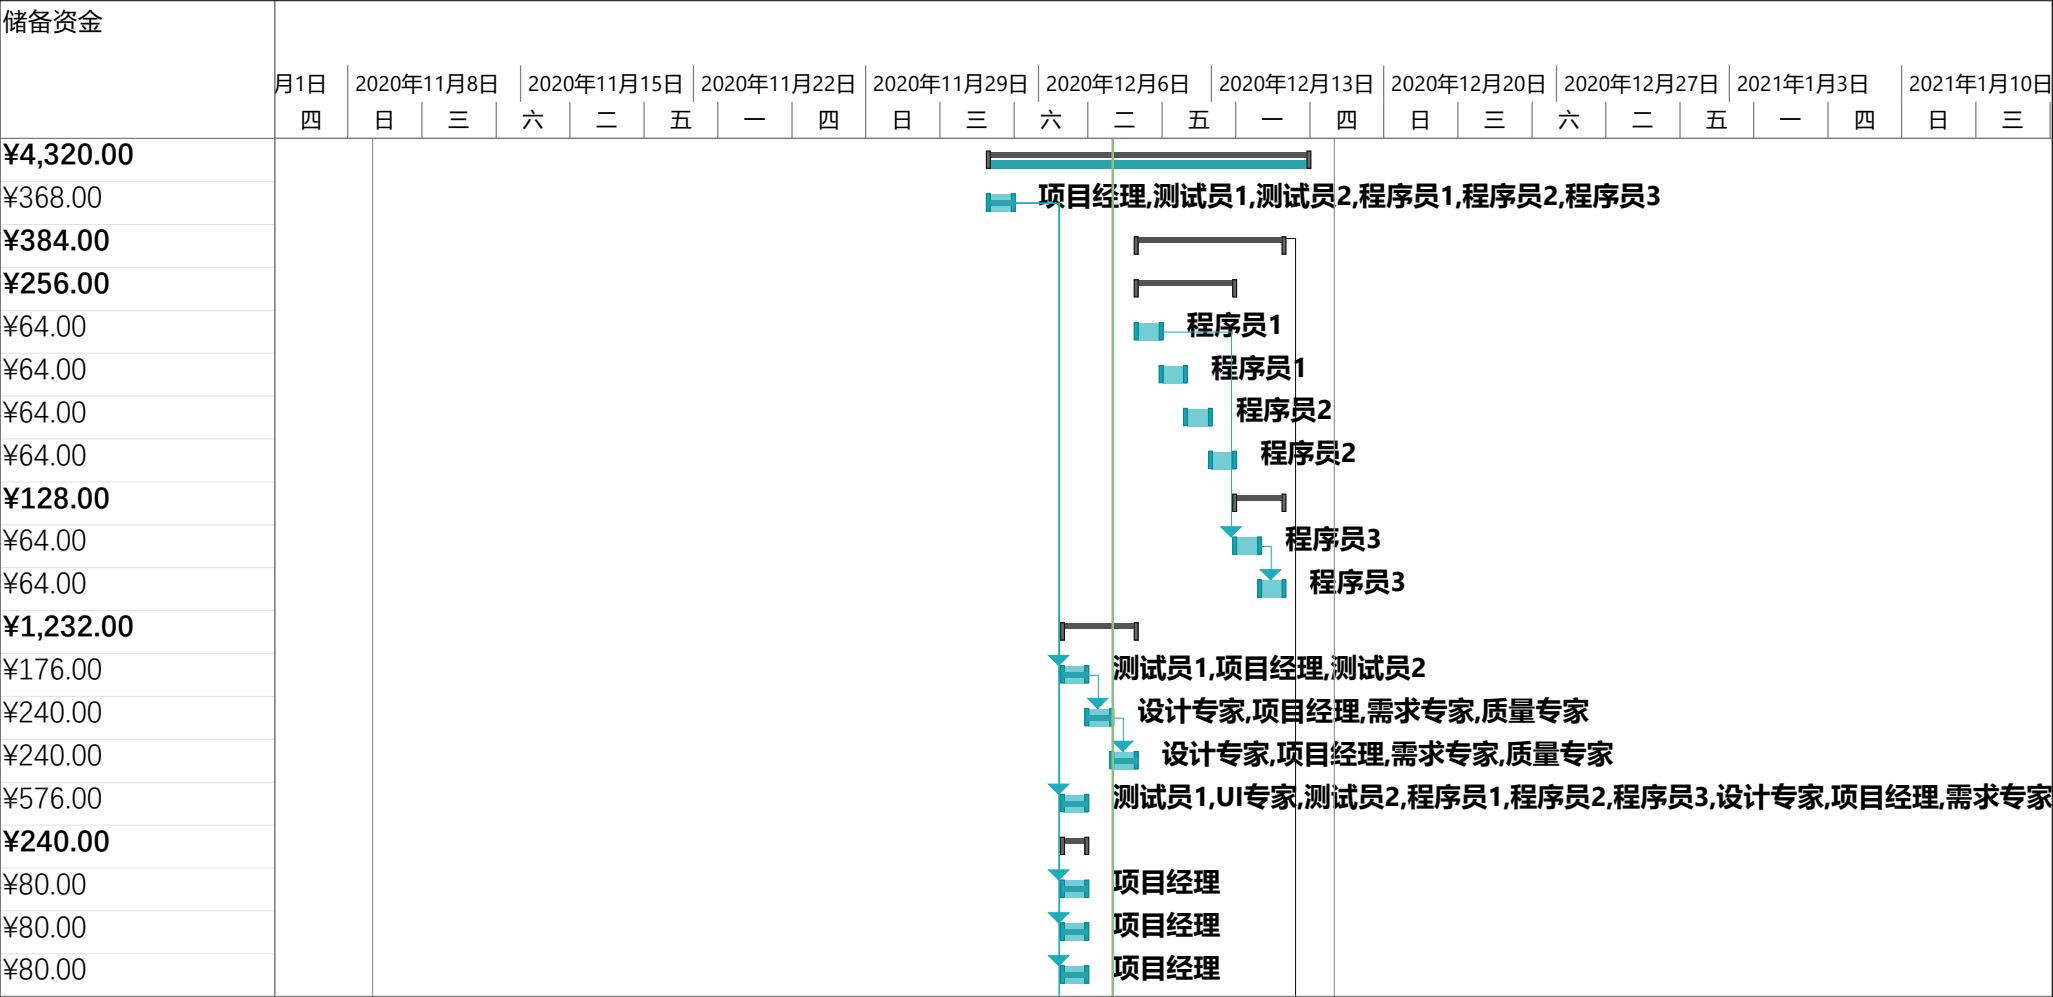 储备资金
月1日 2020年11月8日 2020年11月15日 2020年11月22日 2020年11月29日 2020年12月6日 2020年12月13日 2020年12月20日 2020年12月27日 2021年1月3日 2021年1月10日
四 日 三 六 二 五 一 四 日 三 六 二 五 一 四 日 三 六 二 五 一 四 日 三
¥4,320.00
¥368.00 项目经理,测试员1,测试员2,程序员1,程序员2,程序员3
¥384.00
¥256.00
¥64.00 程序员1
¥64.00 程序员1
¥64.00 程序员2
¥64.00 程序员2
¥128.00
¥64.00 程序员3
¥64.00 程序员3
¥1,232.00
¥176.00 测试员1,项目经理,测试员2
¥240.00 设计专家,项目经理,需求专家,质量专家
¥240.00 设计专家,项目经理,需求专家,质量专家
¥576.00 测试员1,UI专家,测试员2,程序员1,程序员2,程序员3,设计专家,项目经理,需求专家
¥240.00
¥80.00 项目经理
¥80.00 项目经理
¥80.00 项目经理